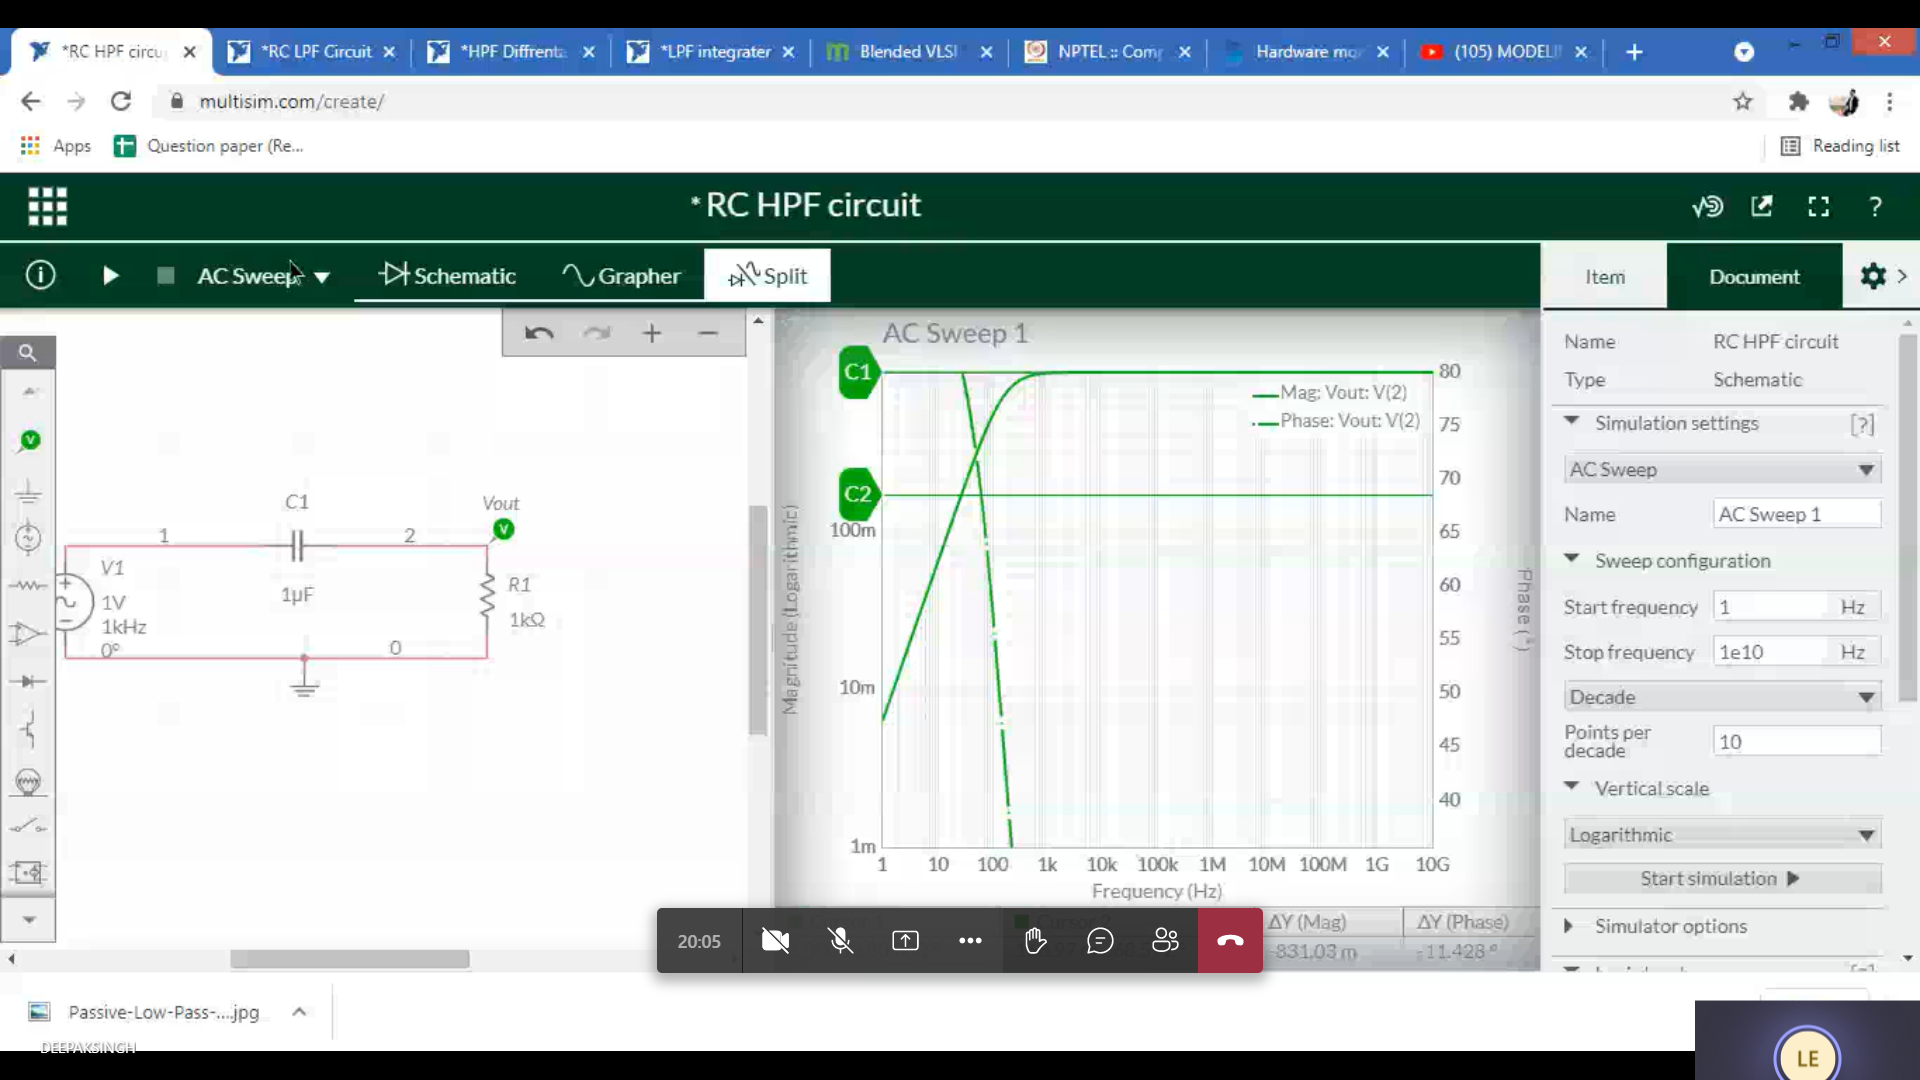 *RC HPF circu
*RC LPF Circuit
*HPF Diffrent
*LPF integrater
Blended VLSI
NPTEL :: Comp
Hardware mo
(105) MODELI
multisim.com/create/
Apps
Question paper (Re...
Reading list
* RC HPF circuit
?
AC Sweep
Schematic
Grapher
Split
Item
Document
Name RC HPF circuit
Type Schematic
Simulation settings [?]
AC Sweep
Name AC Sweep 1
Sweep configuration
Start frequency 1 Hz
Stop frequency 1e10 Hz
Decade
Points per
decade 10
Vertical scale
Logarithmic
Start simulation
Simulator options
V
C1
1µF
1
2
0
Vout
V
V1
1V
1kHz
0°
R1
1kΩ
AC Sweep 1
C1
C2
Mag: Vout: V(2)
Phase: Vout: V(2)
100m
10m
1m
Magnitude (Logarithmic)
80
75
70
65
60
55
50
45
40
Phase (°)
1 10 100 1k 10k 100k 1M 10M 100M 1G 10G
Frequency (Hz)
ΔY (Mag) ΔY (Phase)
-11.428 °
20:05
Passive-Low-Pass-....jpg
DEEPAKSINGH
LE